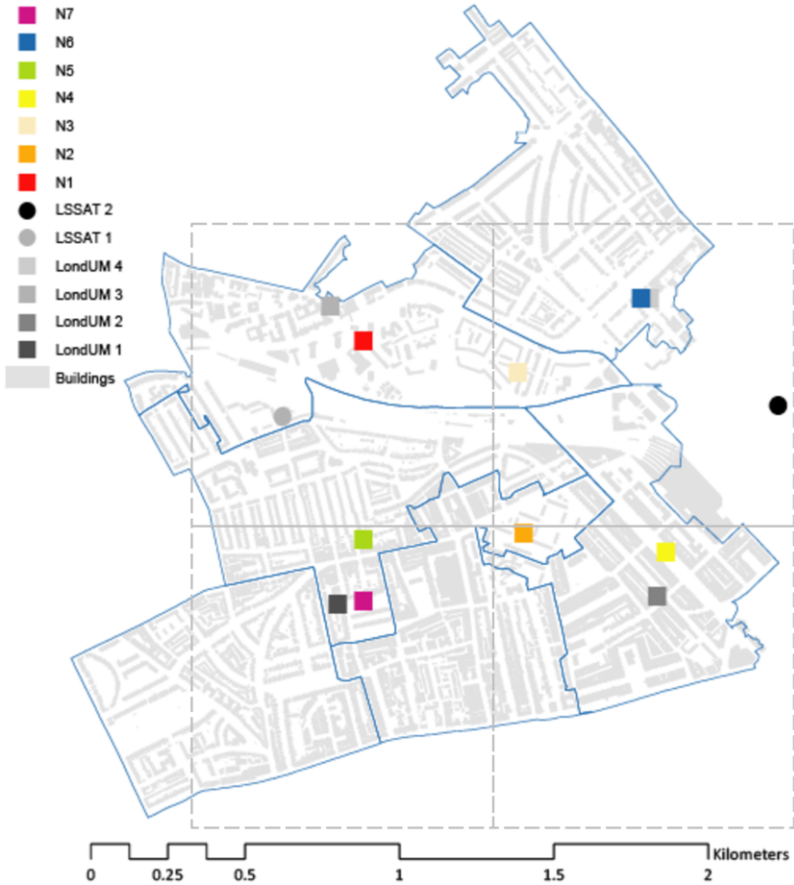 N7
N6
N5
N4
N3
N2
N1
LSSAT 2
LSSAT 1
LondUM 4
LondUM 3
LondUM 2
LondUM 1
Buildings
Kilometers
0 0.25 0.5 1 1.5 2